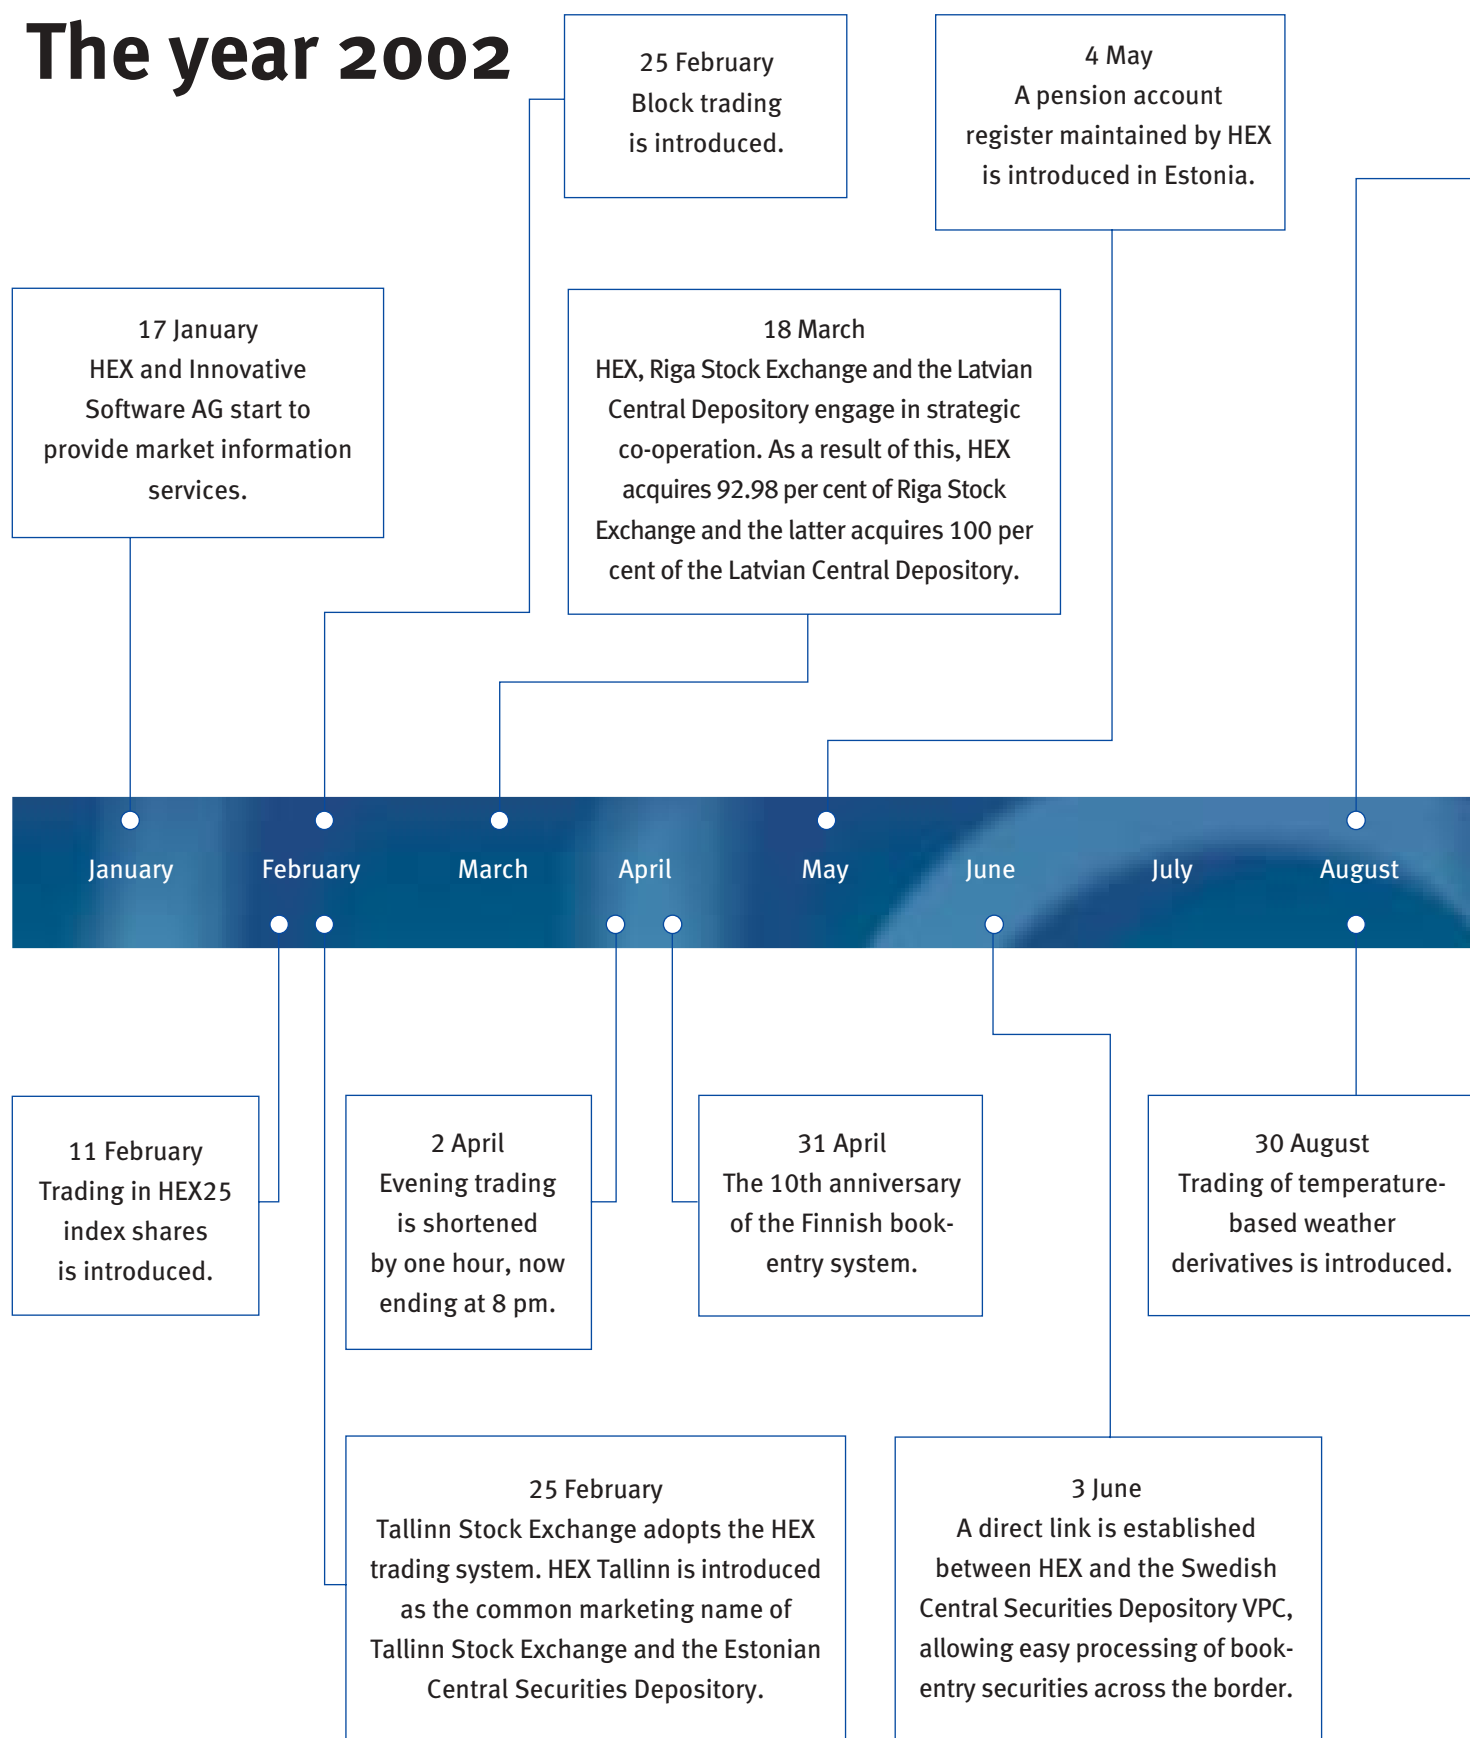 The year 2002
25 February
Block trading
is introduced.
4 May
A pension account
register maintained by HEX
is introduced in Estonia.
17 January
HEX and Innovative
Software AG start to
provide market information
services.
18 March
HEX, Riga Stock Exchange and the Latvian
Central Depository engage in strategic
co-operation. As a result of this, HEX
acquires 92.98 per cent of Riga Stock
Exchange and the latter acquires 100 per
cent of the Latvian Central Depository.
January
February
March
April
May
June
July
August
11 February
Trading in HEX25
index shares
is introduced.
2 April
Evening trading
is shortened
by one hour, now
ending at 8 pm.
31 April
The 10th anniversary
of the Finnish book-
entry system.
30 August
Trading of temperature-
based weather
derivatives is introduced.
25 February
Tallinn Stock Exchange adopts the HEX
trading system. HEX Tallinn is introduced
as the common marketing name of
Tallinn Stock Exchange and the Estonian
Central Securities Depository.
3 June
A direct link is established
between HEX and the Swedish
Central Securities Depository VPC,
allowing easy processing of book-
entry securities across the border.